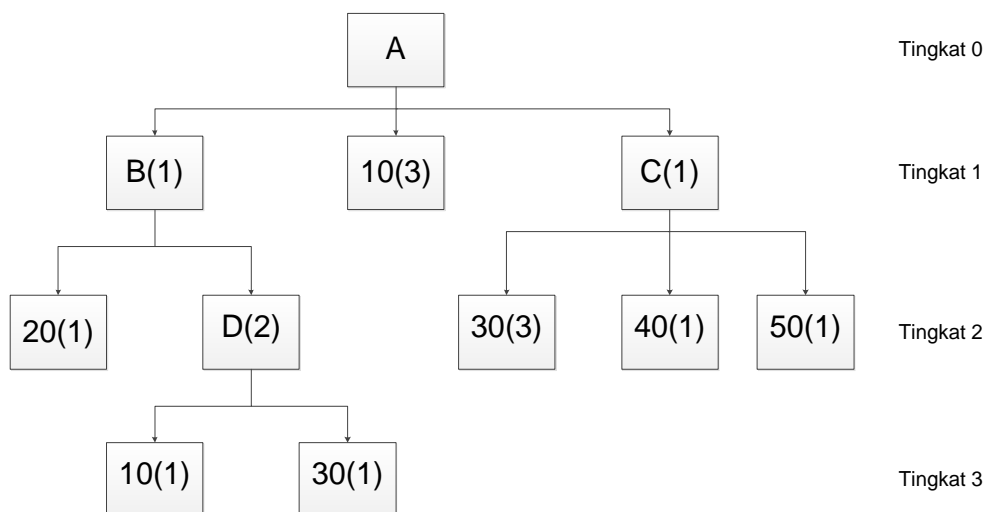 A
Tingkat 0
B(1)
10(3)
C(1)
Tingkat 1
20(1)
D(2)
30(3)
40(1)
50(1)
Tingkat 2
10(1)
30(1)
Tingkat 3